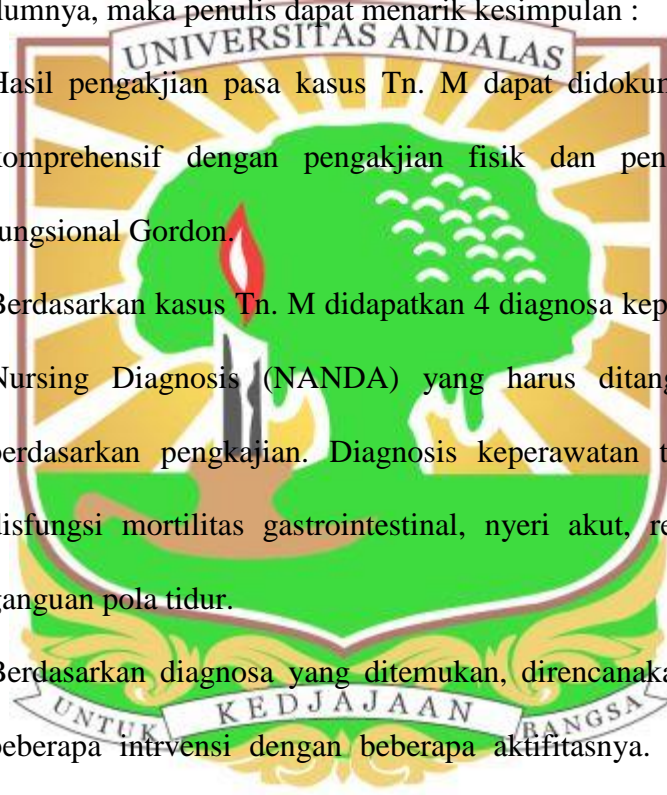 lumnya, maka penulis dapat menarik kesimpulan :
UNIVERSITAS ANDALAS
Hasil pengakjian pasa kasus Tn. M dapat didokum
komprehensif dengan pengakjian fisik dan pen
fungsional Gordon.
Berdasarkan kasus Tn. M didapatkan 4 diagnosa kep
Nursing Diagnosis (NANDA) yang harus ditang
berdasarkan pengkajian. Diagnosis keperawatan t
disfungsi mortilitas gastrointestinal, nyeri akut, re
ganguan pola tidur.
Berdasarkan diagnosa yang ditemukan, direncanaka
UNTUK KEDJAJAAN BANGSA
beberapa intrvensi dengan beberapa aktifitasnya.